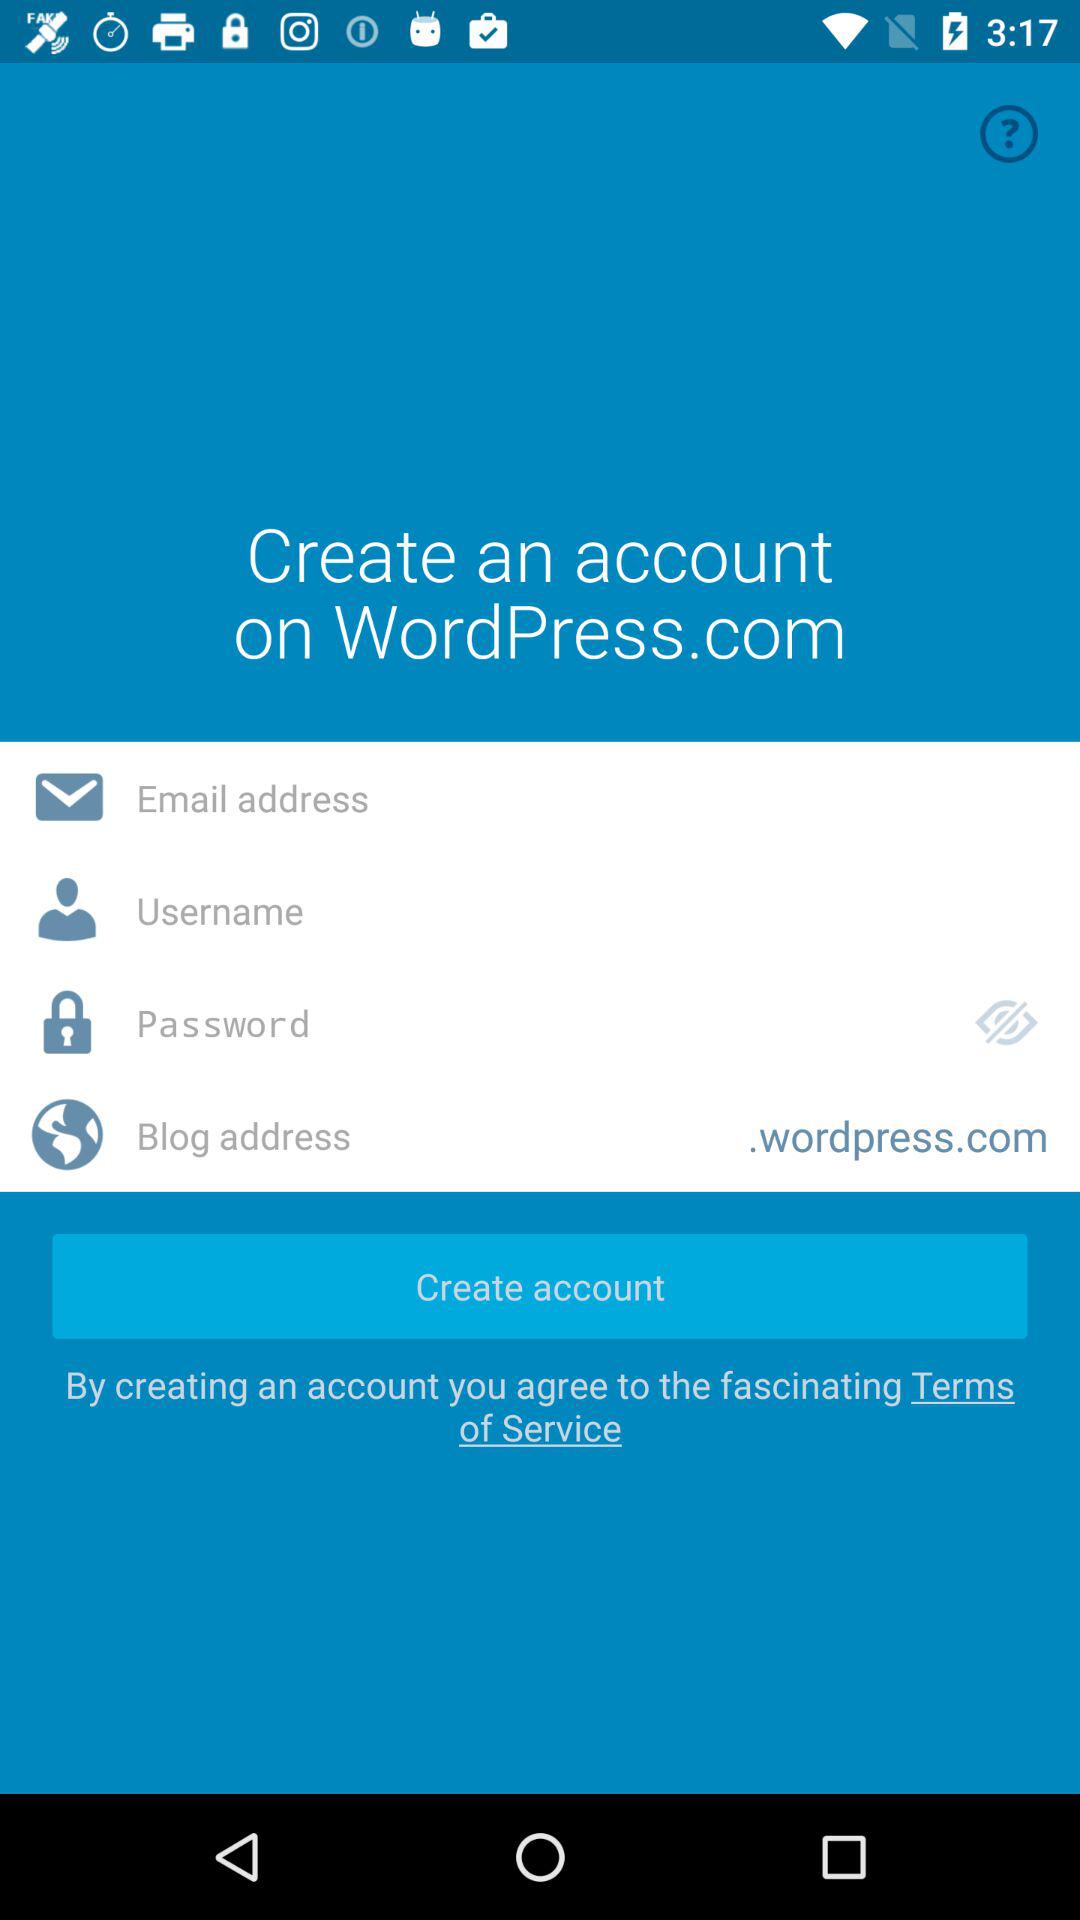 FAKE
3:17
?
Create an account
on WordPress.com
Email address
Username
Password
Blog address .wordpress.com
Create account
By creating an account you agree to the fascinating Terms
of Service